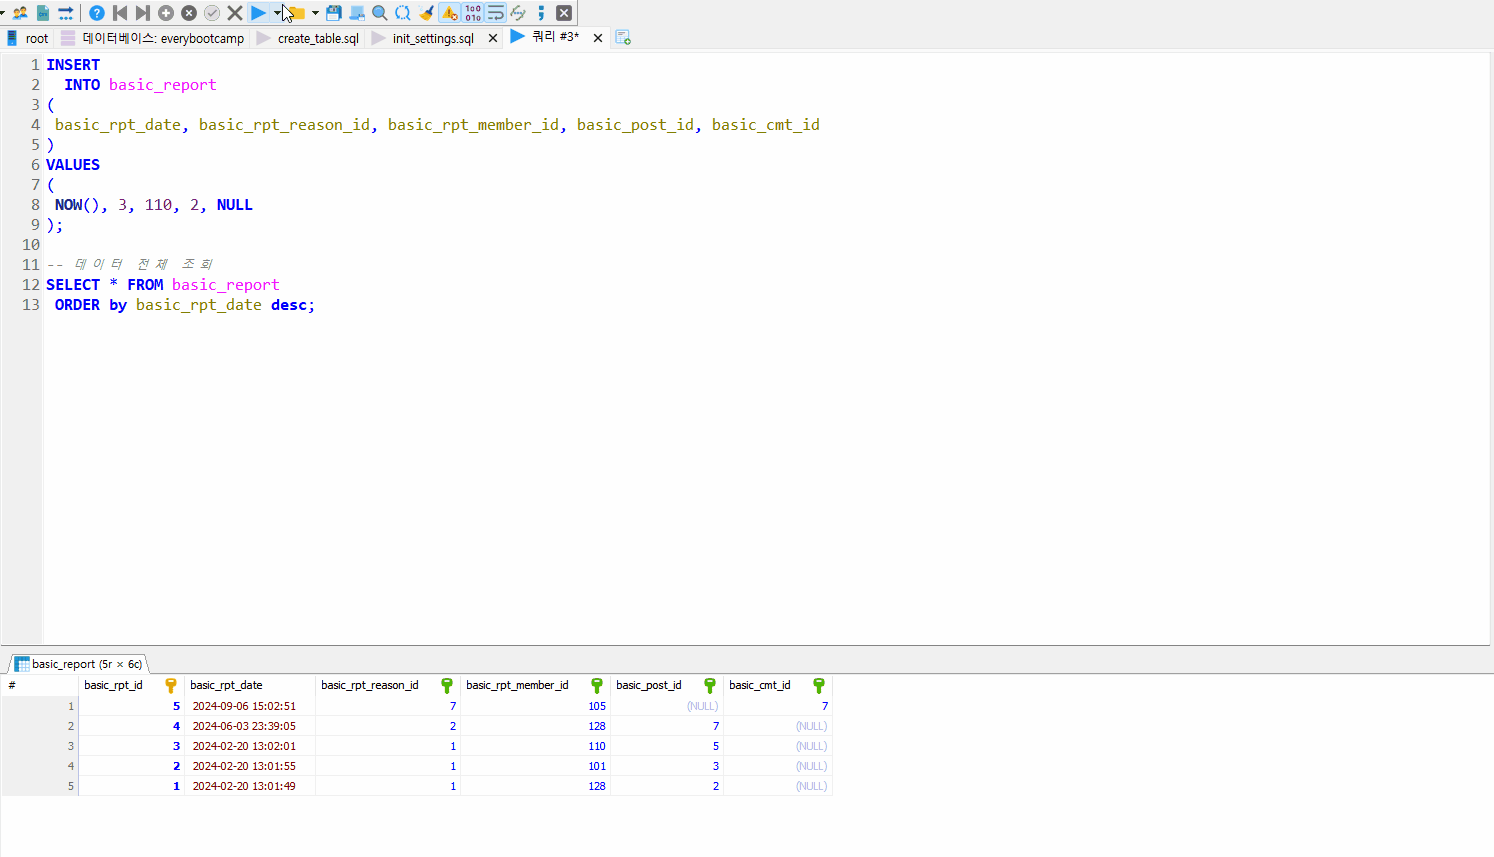 root 데이터베이스: everybootcamp create_table.sql init_settings.sql 쿼리 #3*
1 INSERT
2 INTO basic_report
3 (
4 basic_rpt_date, basic_rpt_reason_id, basic_rpt_member_id, basic_post_id, basic_cmt_id
5 )
6 VALUES
7 (
8 NOW(), 3, 110, 2, NULL
9 );
10
11 -- 데이터 전체 조회
12 SELECT * FROM basic_report
13 ORDER by basic_rpt_date desc;
basic_report (5r × 6c)
# basic_rpt_id basic_rpt_date basic_rpt_reason_id basic_rpt_member_id basic_post_id basic_cmt_id
1 5 2024-09-06 15:02:51 7 105 (NULL) 7
2 4 2024-06-03 23:39:05 2 128 7 (NULL)
3 3 2024-02-20 13:02:01 1 110 5 (NULL)
4 2 2024-02-20 13:01:55 1 101 3 (NULL)
5 1 2024-02-20 13:01:49 1 128 2 (NULL)